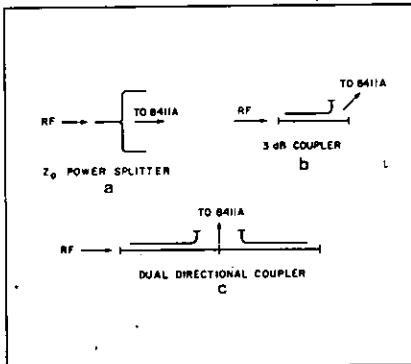 TO 8411A
RF
TO 8411A
Z₀ POWER SPLITTER
a
RF
3 dB COUPLER
b
TO 8411A
RF
DUAL DIRECTIONAL COUPLER
C